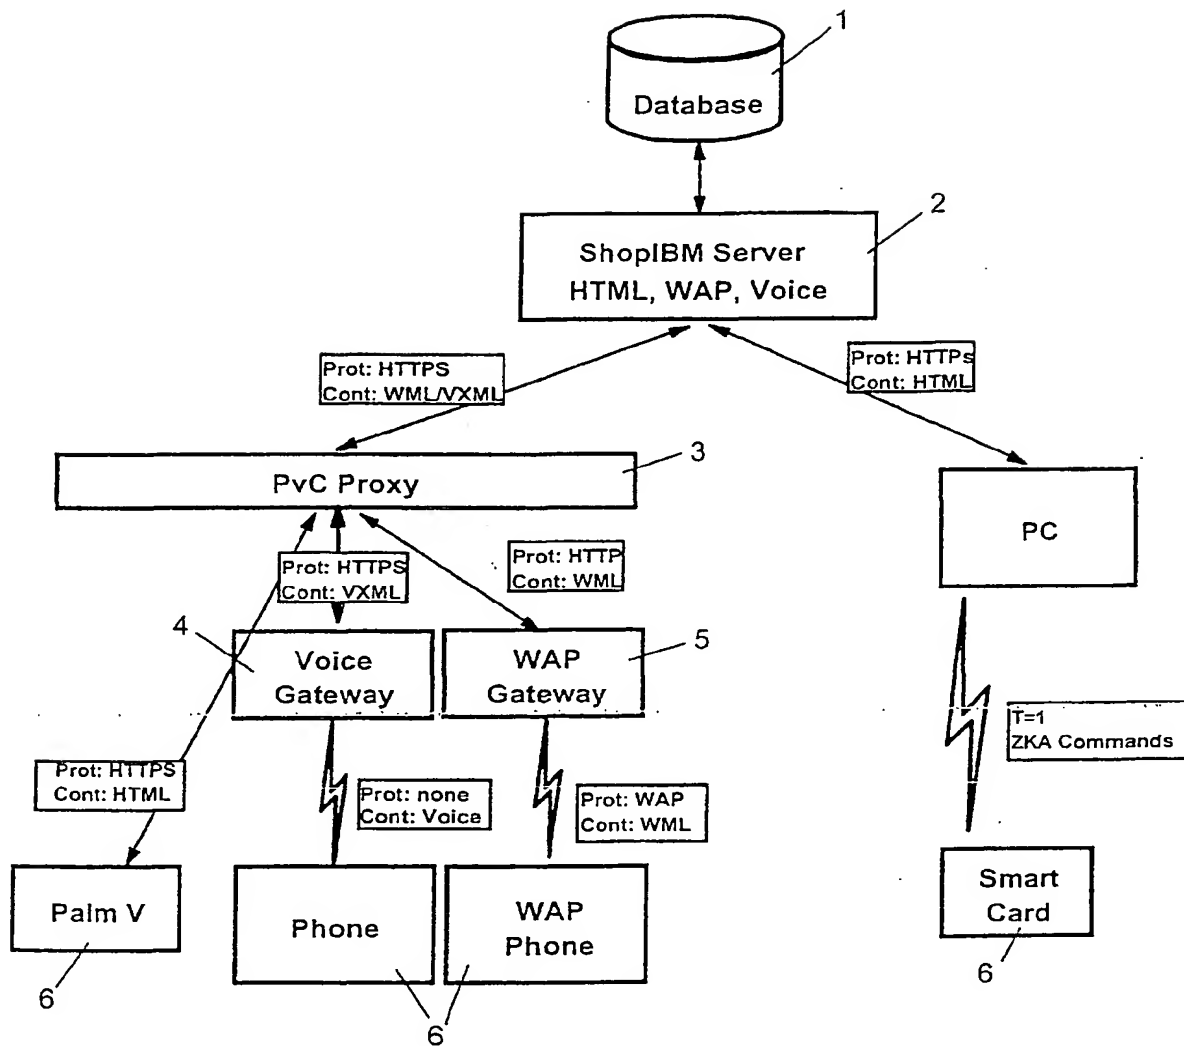 1
Database
2
ShopIBM Server
HTML, WAP, Voice
Prot: HTTPS
Cont: WML/VXML
Prot: HTTPs
Cont: HTML
3
PvC Proxy
PC
Prot: HTTPS
Cont: VXML
Prot: HTTP
Cont: WML
4
Voice
Gateway
5
WAP
Gateway
T=1
ZKA Commands
Prot: HTTPS
Cont: HTML
Prot: none
Cont: Voice
Prot: WAP
Cont: WML
Palm V
Phone
WAP
Phone
Smart
Card
6
6
6